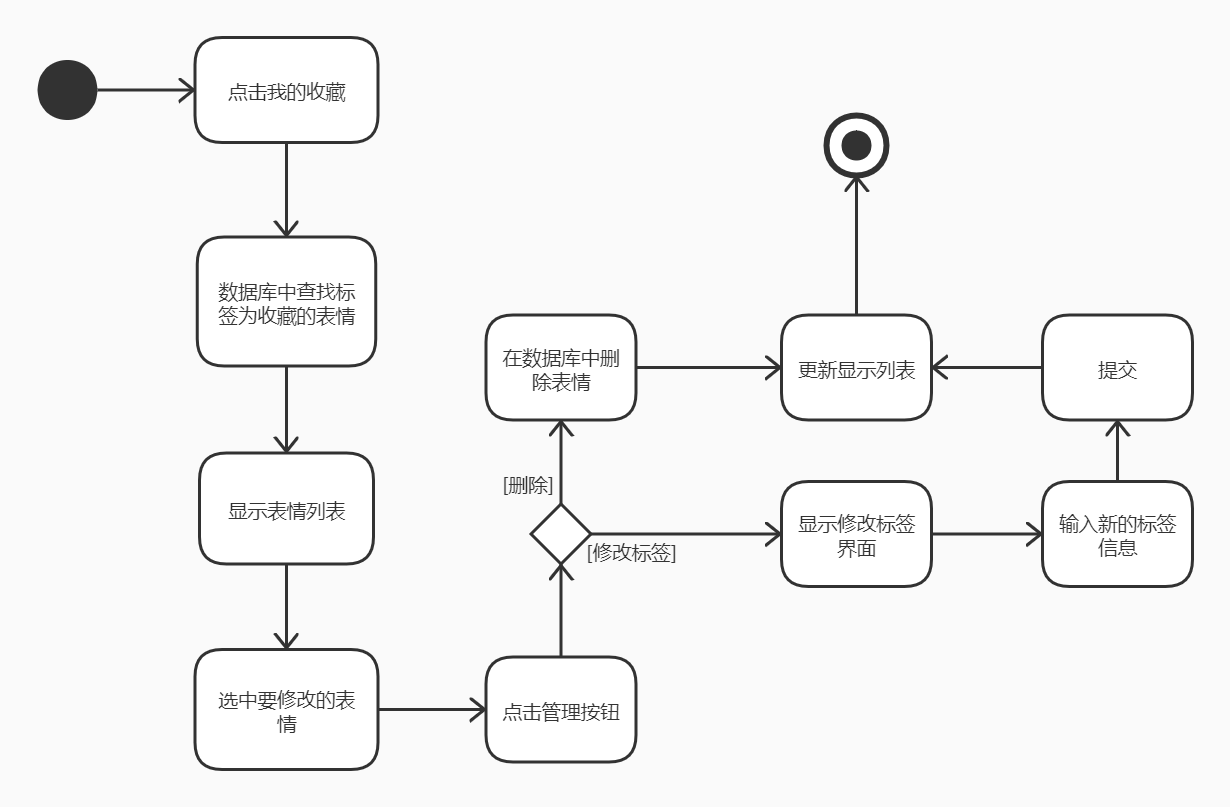 点击我的收藏
数据库中查找标
签为收藏的表情
显示表情列表
选中要修改的表
情
点击管理按钮
[删除]
[修改标签]
在数据库中删
除表情
显示修改标签
界面
输入新的标签
信息
提交
更新显示列表